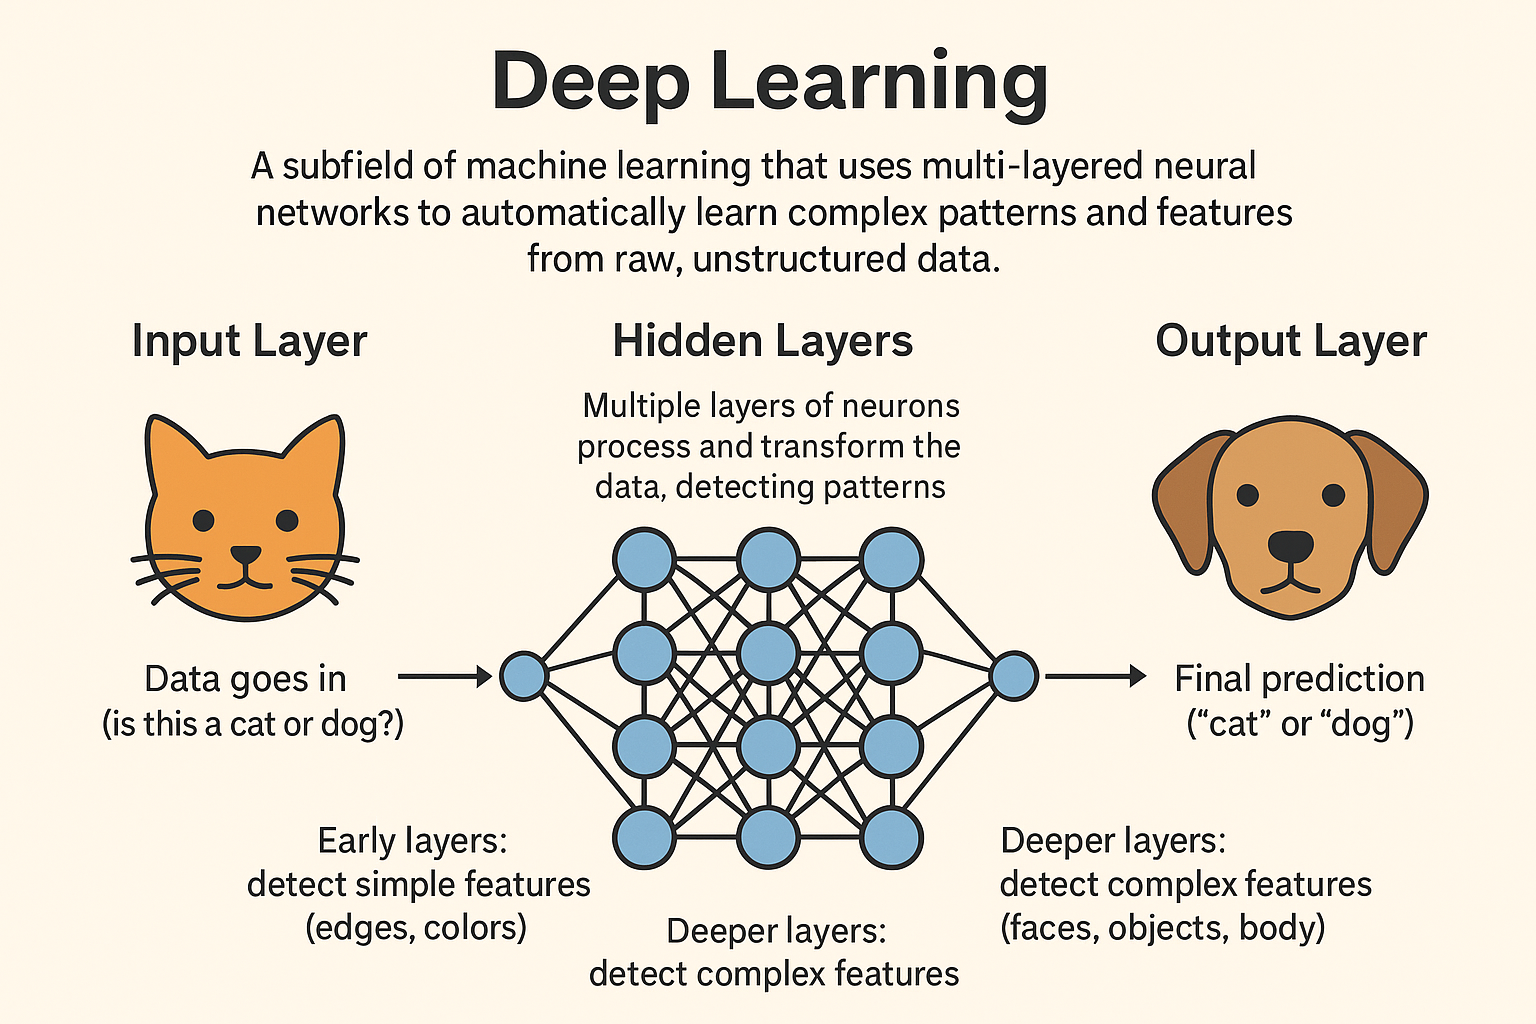 Deep Learning
A subfield of machine learning that uses multi-layered neural
networks to automatically learn complex patterns and features
from raw, unstructured data.
Input Layer
Hidden Layers
Output Layer
Multiple layers of neurons
process and transform the
data, detecting patterns
Data goes in
(is this a cat or dog?)
Final prediction
(“cat” or “dog”)
Early layers:
detect simple features
(edges, colors)
Deeper layers:
detect complex features
Deeper layers:
detect complex features
(faces, objects, body)